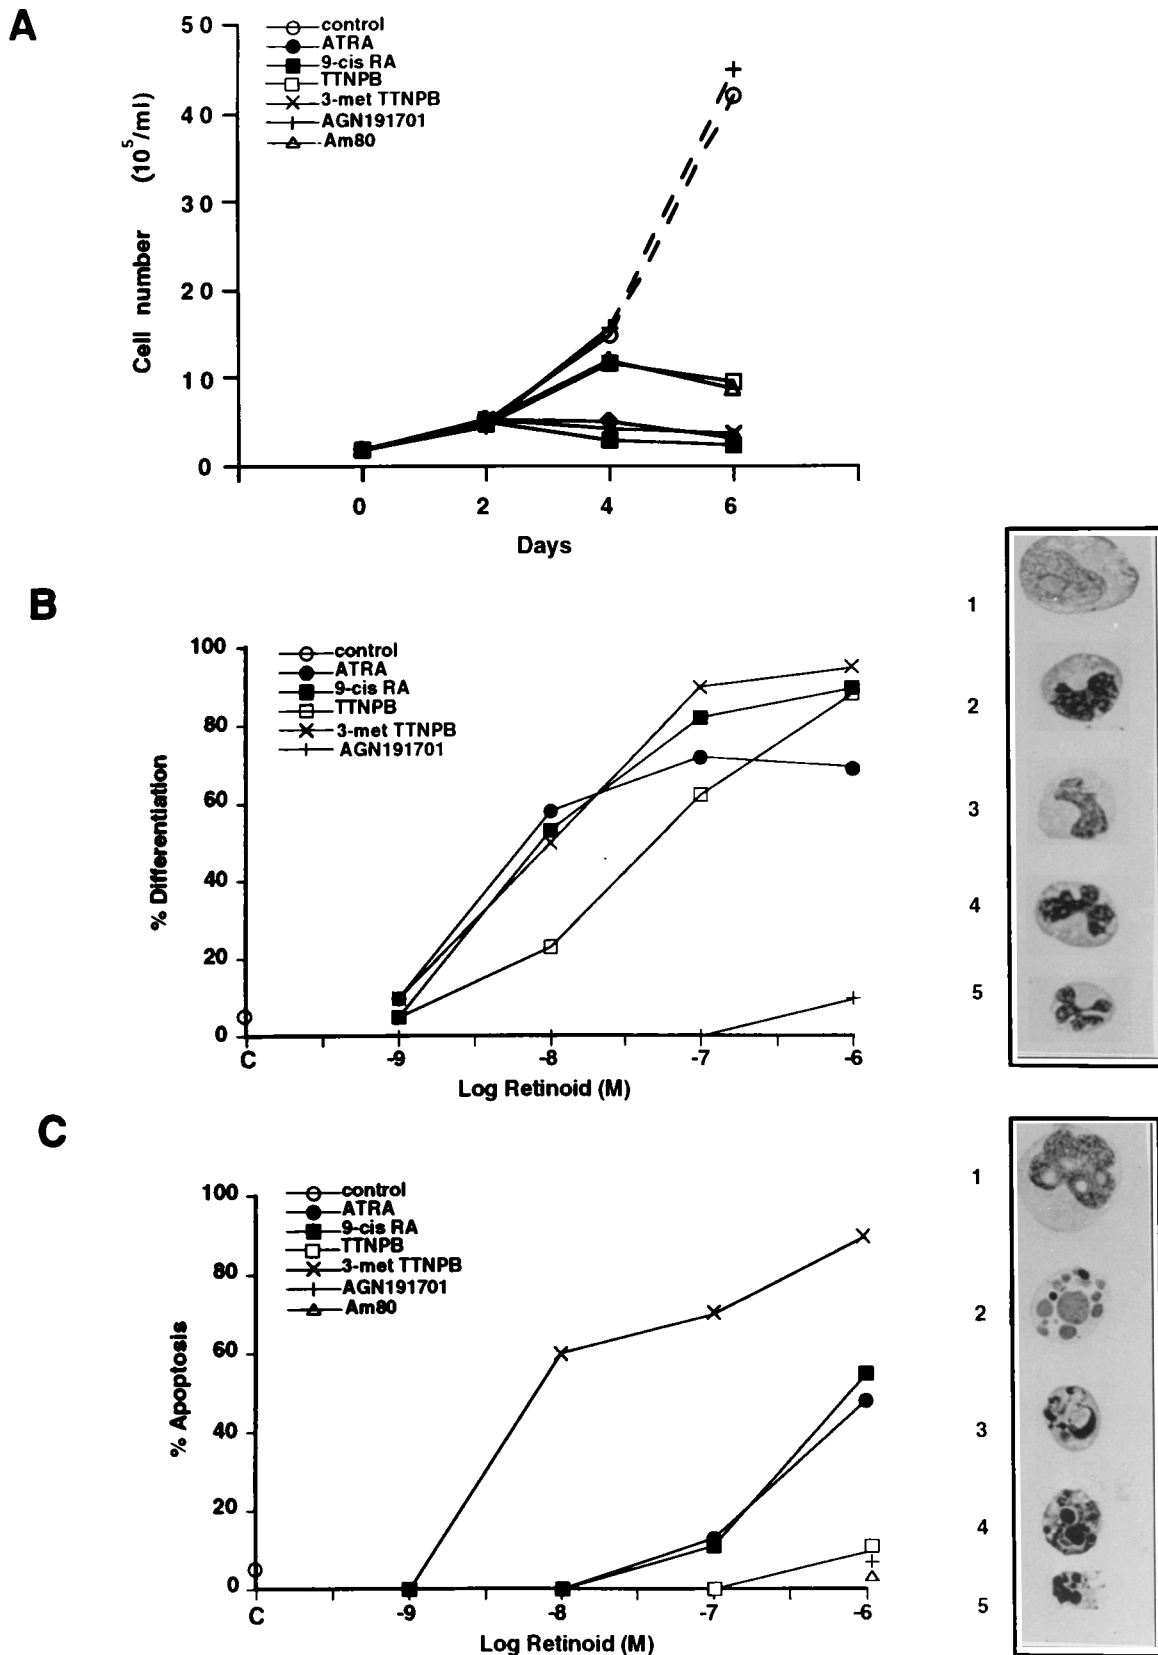 A
50
40
30
20
10
0
Cell number (10^5/ml)
control
ATRA
9-cis RA
TTNPB
3-met TTNPB
AGN191701
Am80
0 2 4 6
Days
B
100
80
60
40
20
0
% Differentiation
control
ATRA
9-cis RA
TTNPB
3-met TTNPB
AGN191701
C -9 -8 -7 -6
Log Retinoid (M)
1
2
3
4
5
C
100
80
60
40
20
0
% Apoptosis
control
ATRA
9-cis RA
TTNPB
3-met TTNPB
AGN191701
Am80
C -9 -8 -7 -6
Log Retinoid (M)
1
2
3
4
5